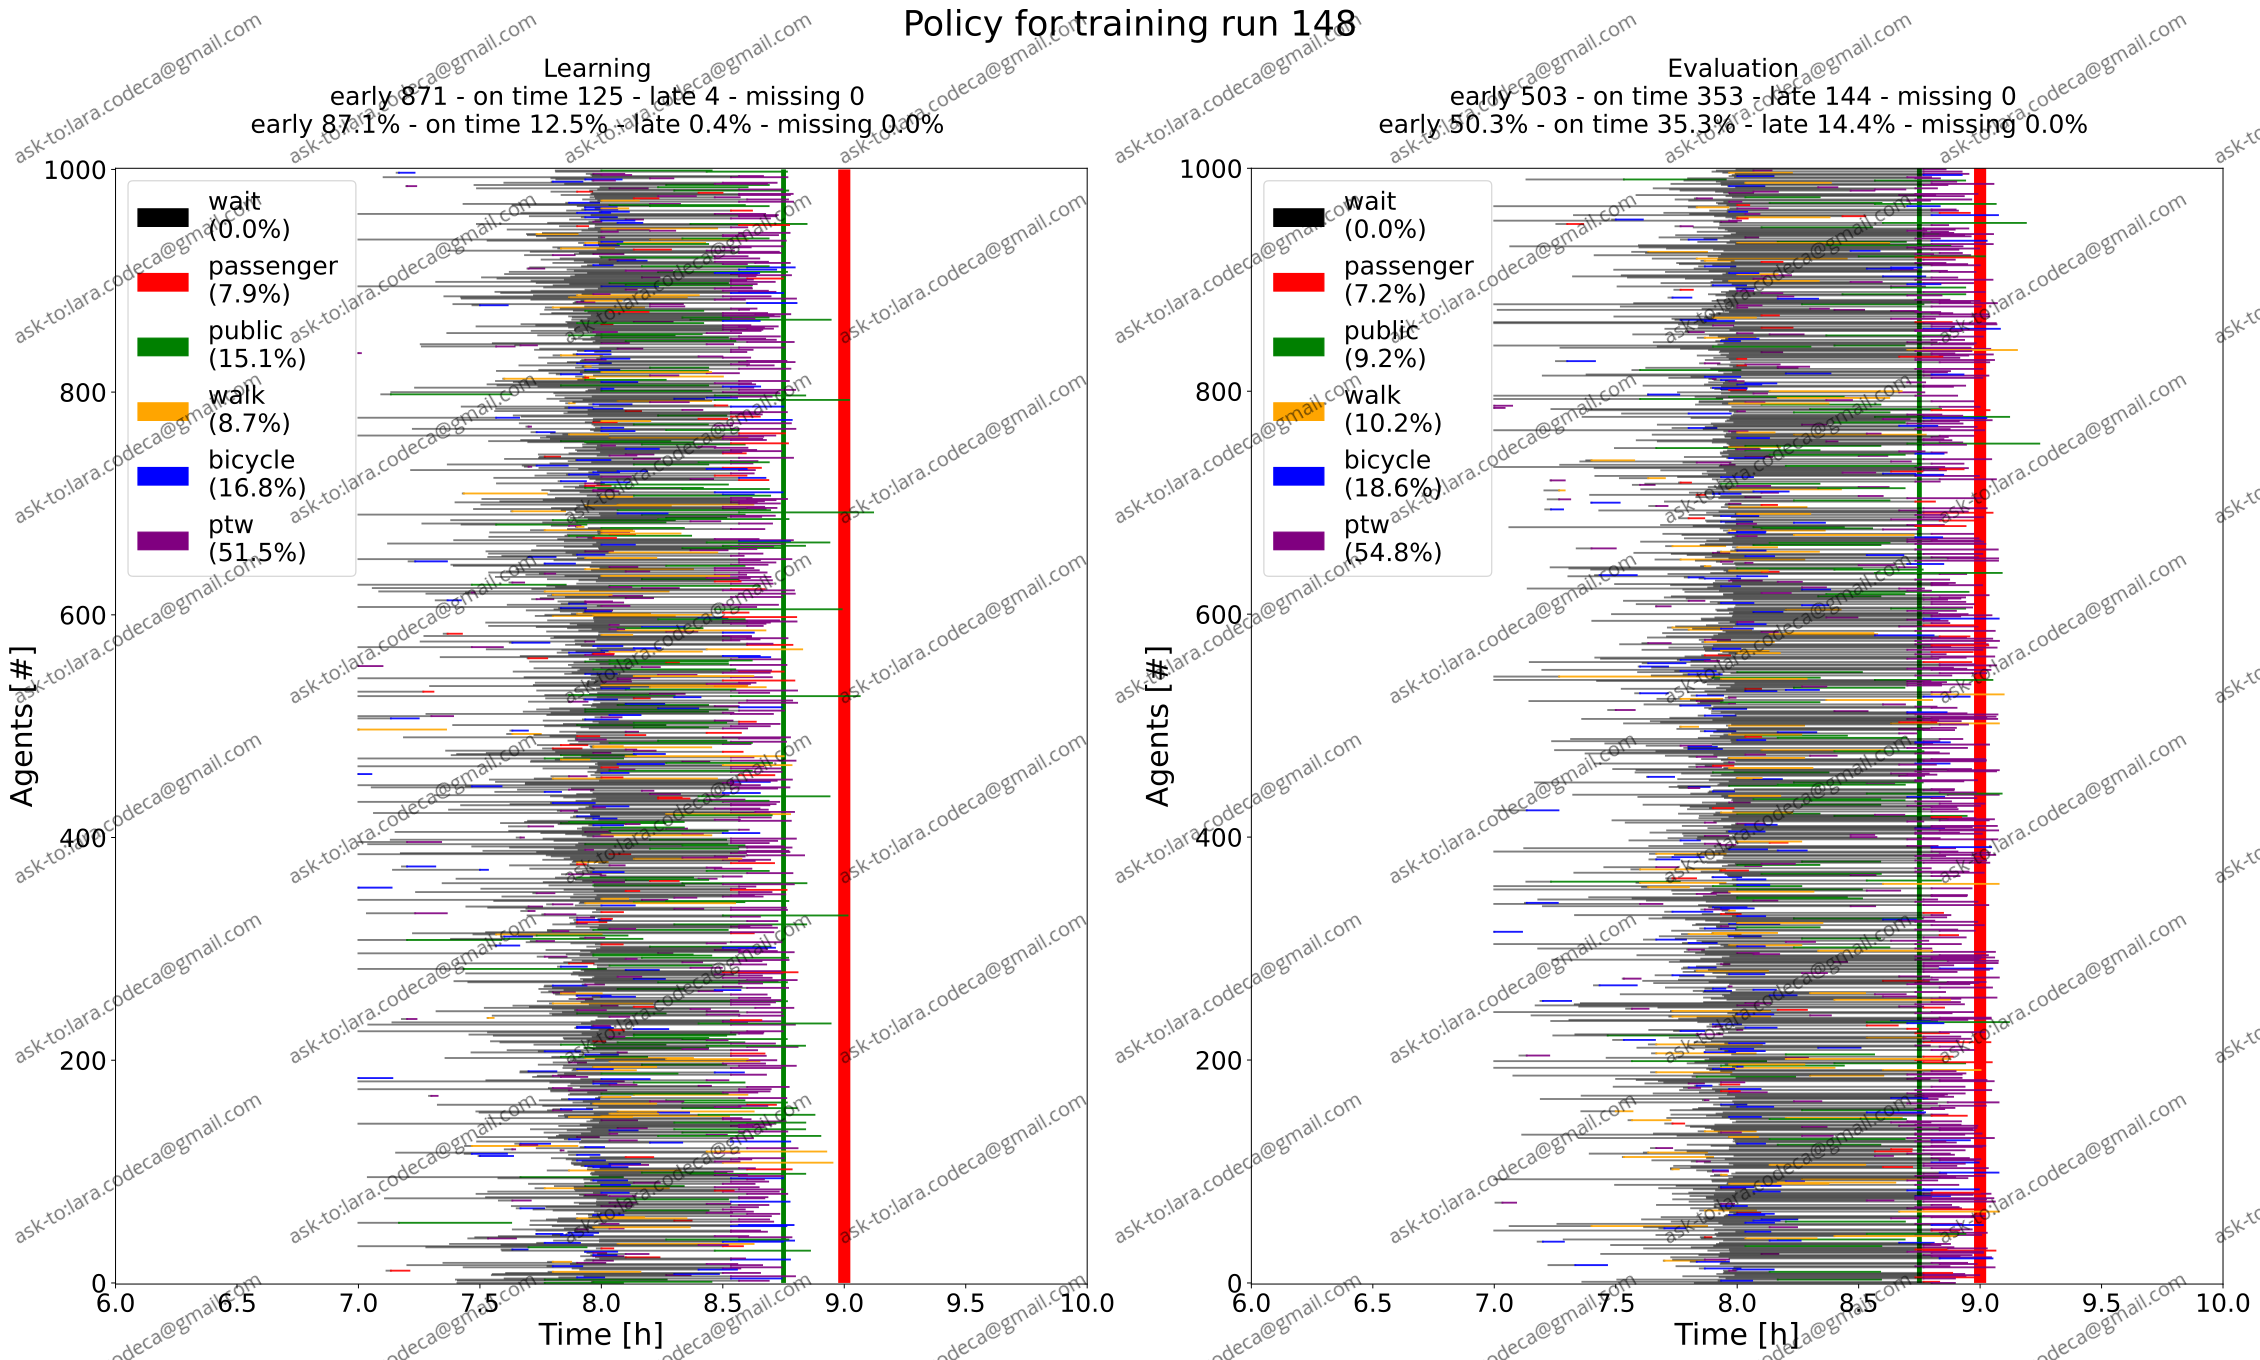 Policy for training run 148
Learning
early 871 - on time 125 - late 4 - missing 0
early 87.1% - on time 12.5% - late 0.4% - missing 0.0%
Evaluation
early 503 - on time 353 - late 144 - missing 0
early 50.3% - on time 35.3% - late 14.4% - missing 0.0%
1000
800
600
400
200
0
Agents [#]
wait
(0.0%)
passenger
(7.9%)
public
(15.1%)
walk
(8.7%)
bicycle
(16.8%)
ptw
(51.5%)
6.0 6.5 7.0 7.5 8.0 8.5 9.0 9.5 10.0
Time [h]
1000
800
600
400
200
0
Agents [#]
wait
(0.0%)
passenger
(7.2%)
public
(9.2%)
walk
(10.2%)
bicycle
(18.6%)
ptw
(54.8%)
6.0 6.5 7.0 7.5 8.0 8.5 9.0 9.5 10.0
Time [h]
ask-to:lara.codeca@gmail.com